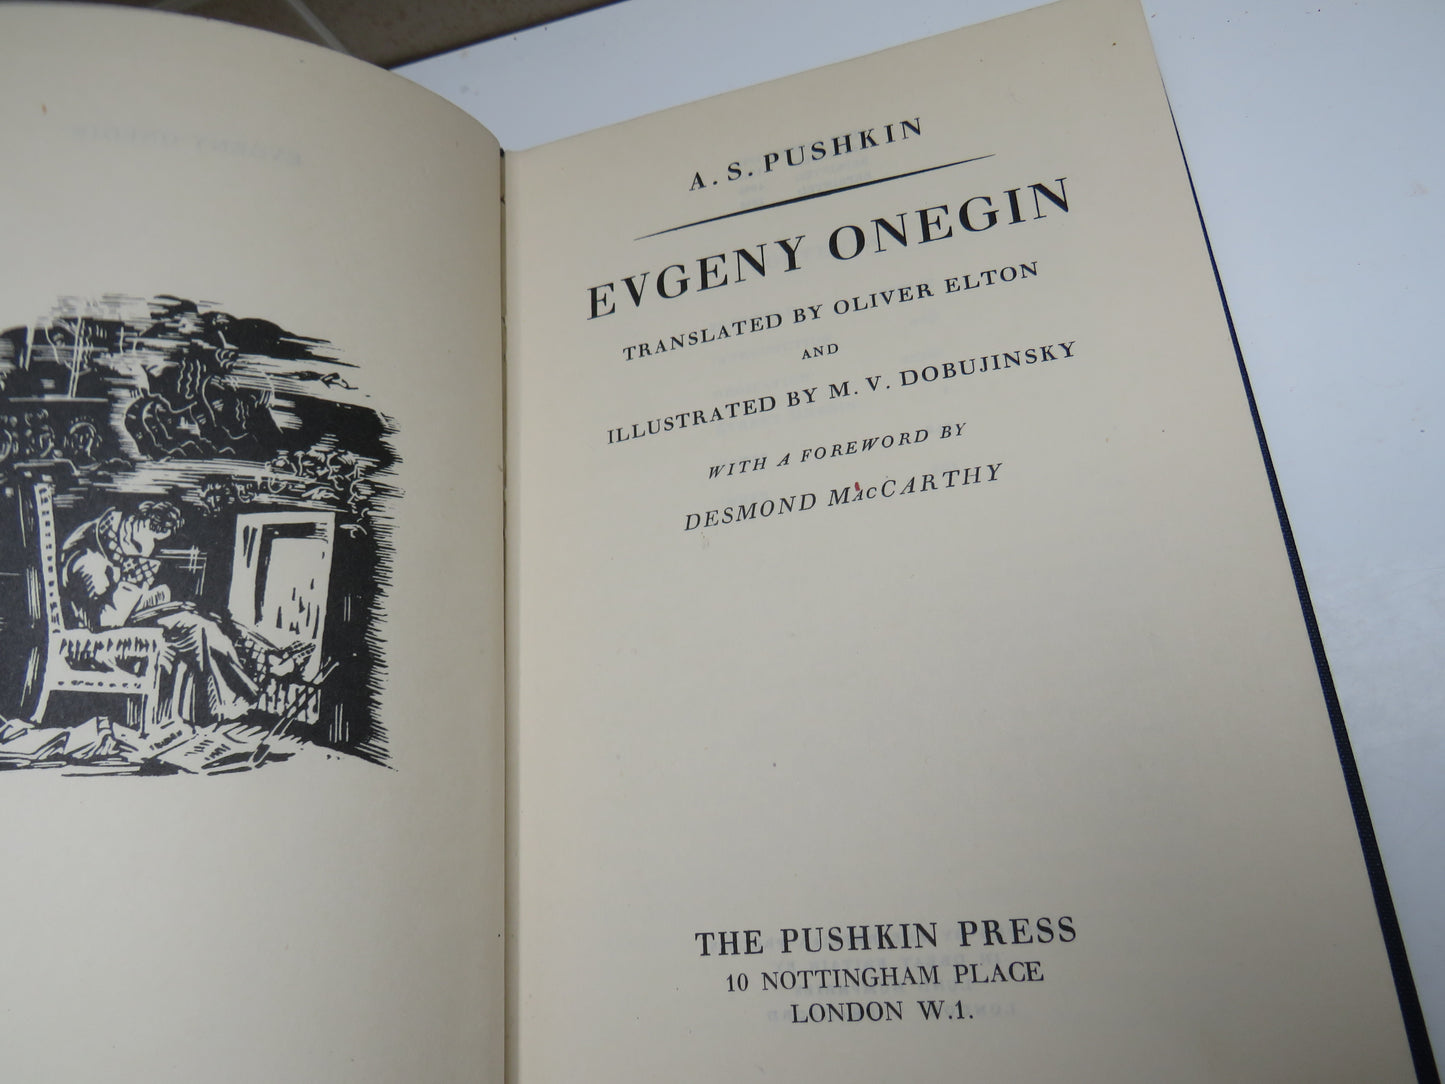 A. S. PUSHKIN
EVGENY ONEGIN
TRANSLATED BY OLIVER ELTON
AND
ILLUSTRATED BY M. V. DOBUJINSKY
WITH A FOREWORD BY
DESMOND MacCARTHY
THE PUSHKIN PRESS
10 NOTTINGHAM PLACE
LONDON W.1.